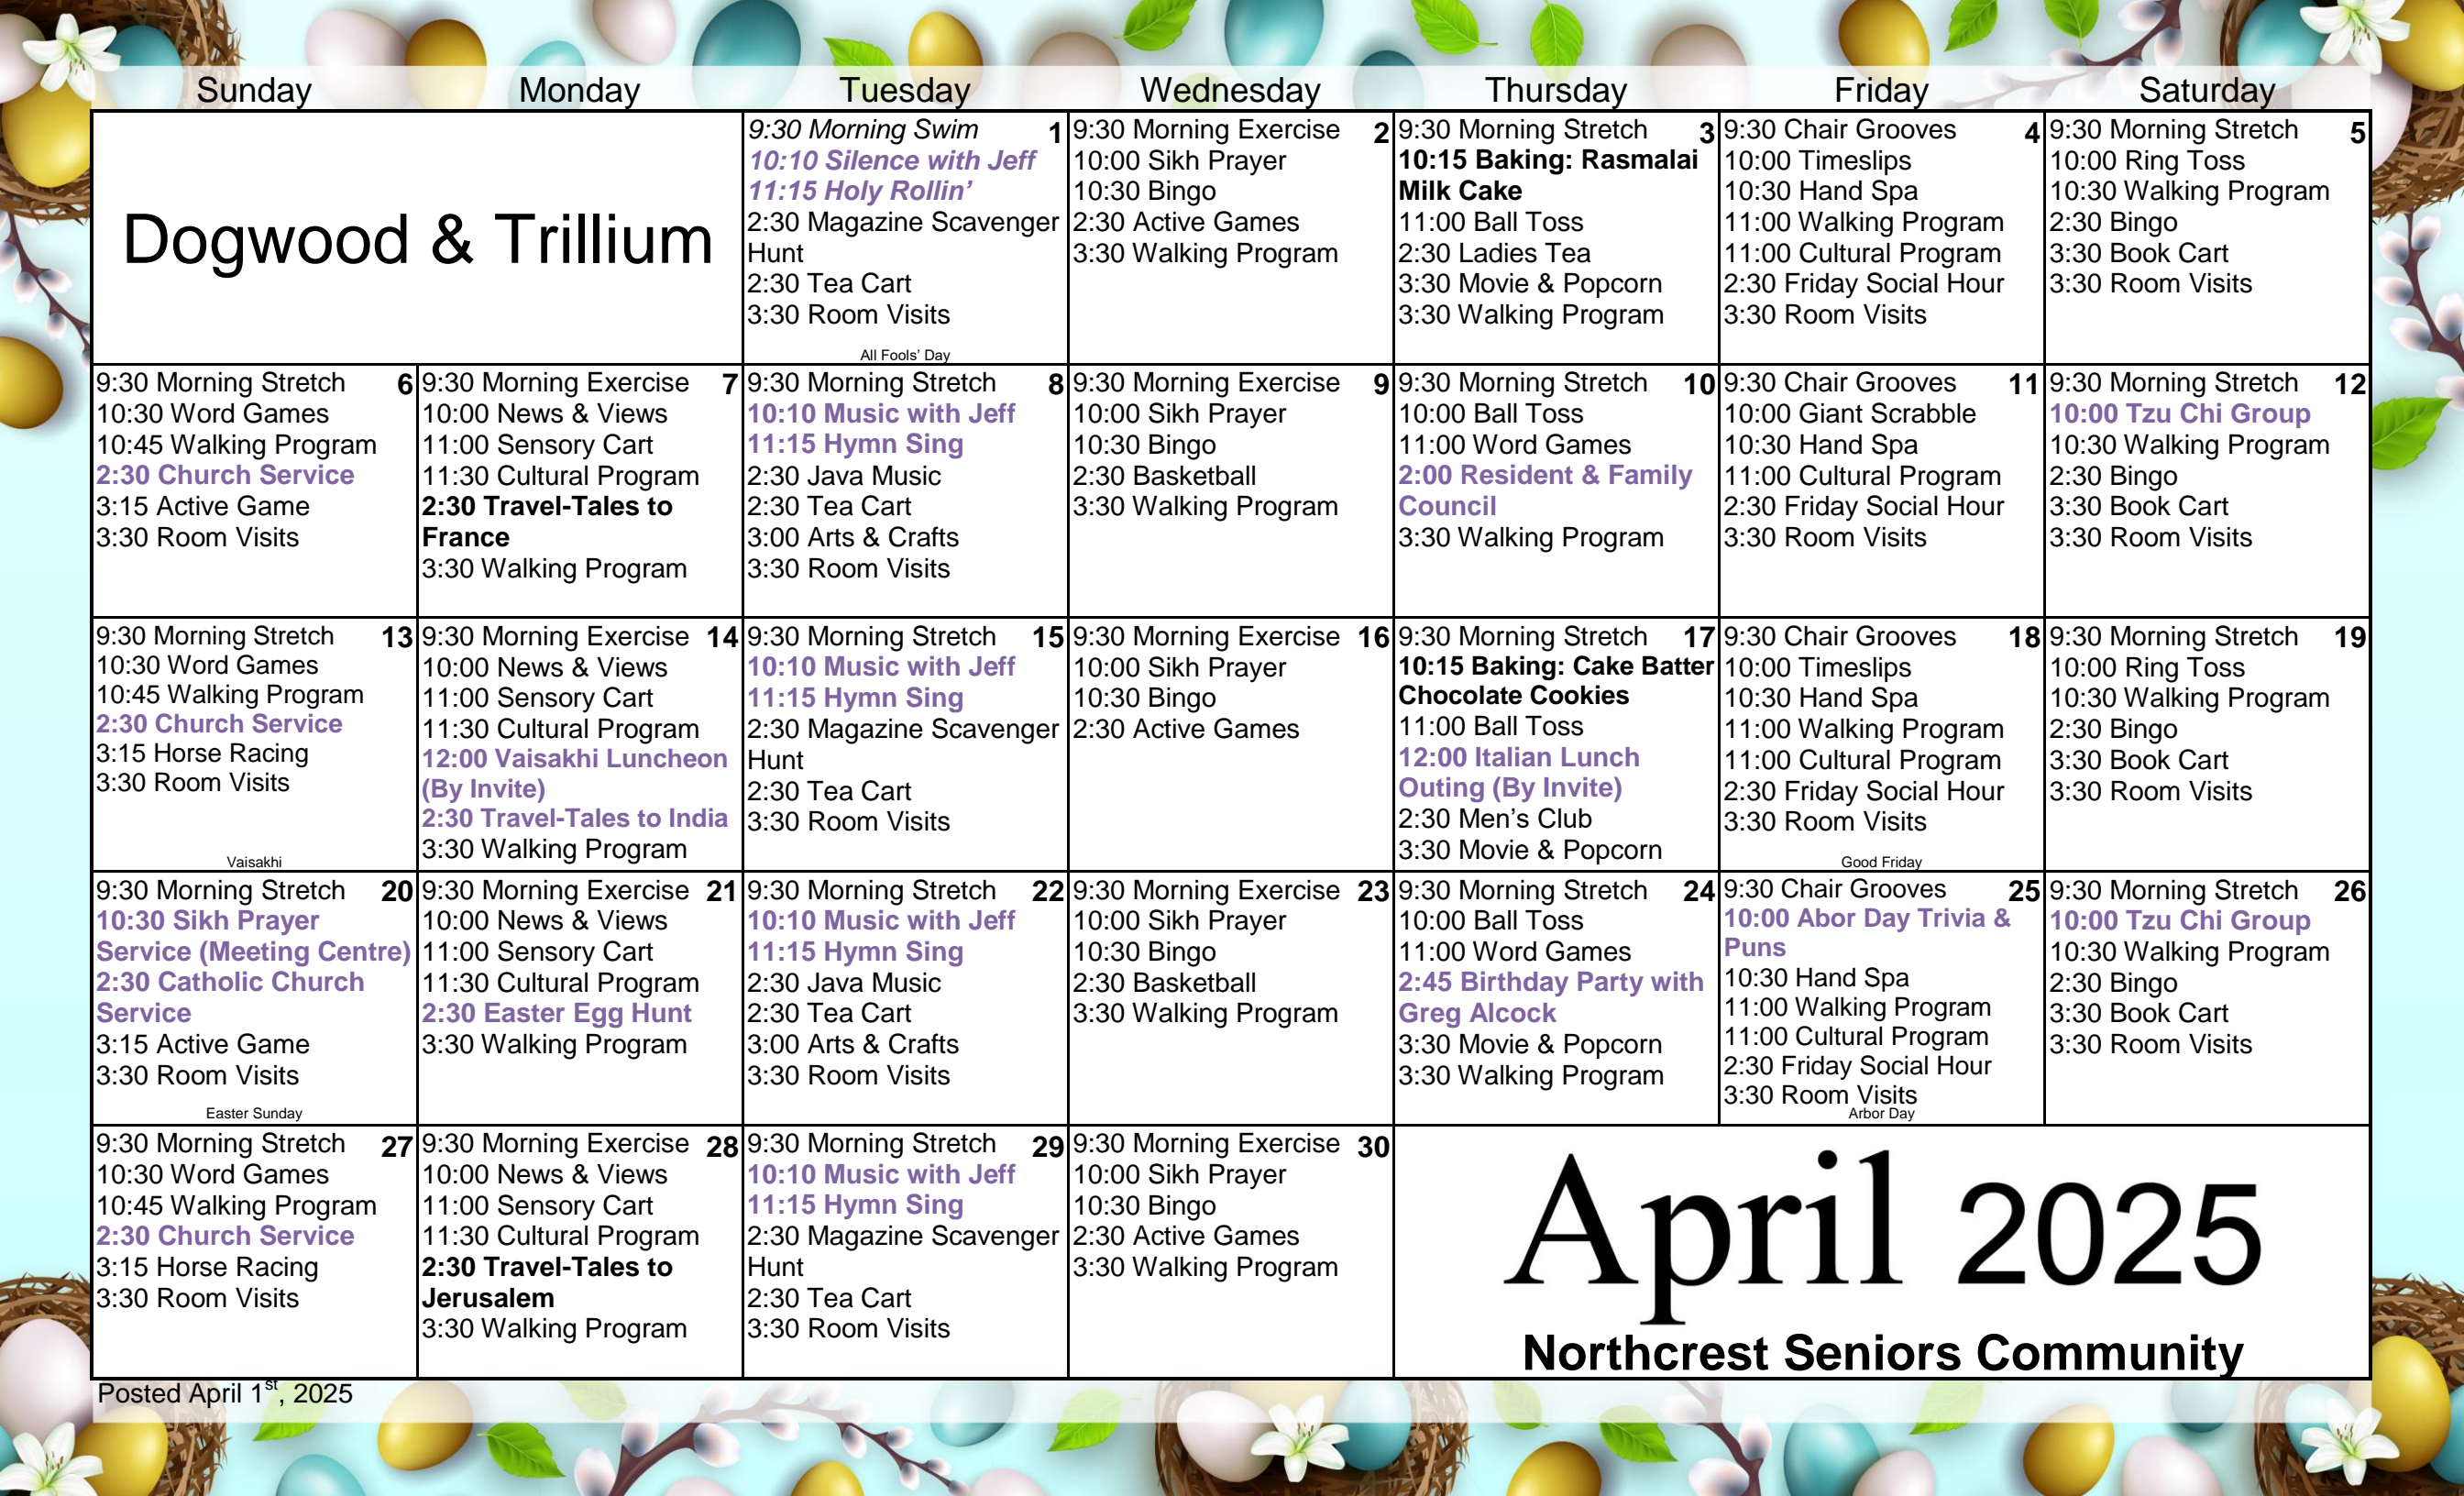 Sunday
Monday
Tuesday
Wednesday
Thursday
Friday
Saturday
Dogwood & Trillium
9:30 Morning Swim 1
10:10 Silence with Jeff
11:15 Holy Rollin’
2:30 Magazine Scavenger
Hunt
2:30 Tea Cart
3:30 Room Visits
All Fools’ Day
9:30 Morning Exercise 2
10:00 Sikh Prayer
10:30 Bingo
2:30 Active Games
3:30 Walking Program
9:30 Morning Stretch 3
10:15 Baking: Rasmalai
Milk Cake
11:00 Ball Toss
2:30 Ladies Tea
3:30 Movie & Popcorn
3:30 Walking Program
9:30 Chair Grooves 4
10:00 Timeslips
10:30 Hand Spa
11:00 Walking Program
11:00 Cultural Program
2:30 Friday Social Hour
3:30 Room Visits
9:30 Morning Stretch 5
10:00 Ring Toss
10:30 Walking Program
2:30 Bingo
3:30 Book Cart
3:30 Room Visits
9:30 Morning Stretch 6
10:30 Word Games
10:45 Walking Program
2:30 Church Service
3:15 Active Game
3:30 Room Visits
9:30 Morning Exercise 7
10:00 News & Views
11:00 Sensory Cart
11:30 Cultural Program
2:30 Travel-Tales to
France
3:30 Walking Program
9:30 Morning Stretch 8
10:10 Music with Jeff
11:15 Hymn Sing
2:30 Java Music
2:30 Tea Cart
3:00 Arts & Crafts
3:30 Room Visits
9:30 Morning Exercise 9
10:00 Sikh Prayer
10:30 Bingo
2:30 Basketball
3:30 Walking Program
9:30 Morning Stretch 10
10:00 Ball Toss
11:00 Word Games
2:00 Resident & Family
Council
3:30 Walking Program
9:30 Chair Grooves 11
10:00 Giant Scrabble
10:30 Hand Spa
11:00 Cultural Program
2:30 Friday Social Hour
3:30 Room Visits
9:30 Morning Stretch 12
10:00 Tzu Chi Group
10:30 Walking Program
2:30 Bingo
3:30 Book Cart
3:30 Room Visits
9:30 Morning Stretch 13
10:30 Word Games
10:45 Walking Program
2:30 Church Service
3:15 Horse Racing
3:30 Room Visits
Vaisakhi
9:30 Morning Exercise 14
10:00 News & Views
11:00 Sensory Cart
11:30 Cultural Program
12:00 Vaisakhi Luncheon
(By Invite)
2:30 Travel-Tales to India
3:30 Walking Program
9:30 Morning Stretch 15
10:10 Music with Jeff
11:15 Hymn Sing
2:30 Magazine Scavenger
Hunt
2:30 Tea Cart
3:30 Room Visits
9:30 Morning Exercise 16
10:00 Sikh Prayer
10:30 Bingo
2:30 Active Games
9:30 Morning Stretch 17
10:15 Baking: Cake Batter
Chocolate Cookies
11:00 Ball Toss
12:00 Italian Lunch
Outing (By Invite)
2:30 Men’s Club
3:30 Movie & Popcorn
9:30 Chair Grooves 18
10:00 Timeslips
10:30 Hand Spa
11:00 Walking Program
11:00 Cultural Program
2:30 Friday Social Hour
3:30 Room Visits
Good Friday
9:30 Morning Stretch 19
10:00 Ring Toss
10:30 Walking Program
2:30 Bingo
3:30 Book Cart
3:30 Room Visits
9:30 Morning Stretch 20
10:30 Sikh Prayer
Service (Meeting Centre)
2:30 Catholic Church
Service
3:15 Active Game
3:30 Room Visits
Easter Sunday
9:30 Morning Exercise 21
10:00 News & Views
11:00 Sensory Cart
11:30 Cultural Program
2:30 Easter Egg Hunt
3:30 Walking Program
9:30 Morning Stretch 22
10:10 Music with Jeff
11:15 Hymn Sing
2:30 Java Music
2:30 Tea Cart
3:00 Arts & Crafts
3:30 Room Visits
9:30 Morning Exercise 23
10:00 Sikh Prayer
10:30 Bingo
2:30 Basketball
3:30 Walking Program
9:30 Morning Stretch 24
10:00 Ball Toss
11:00 Word Games
2:45 Birthday Party with
Greg Alcock
3:30 Movie & Popcorn
3:30 Walking Program
9:30 Chair Grooves 25
10:00 Abor Day Trivia &
Puns
10:30 Hand Spa
11:00 Walking Program
11:00 Cultural Program
2:30 Friday Social Hour
3:30 Room Visits
Arbor Day
9:30 Morning Stretch 26
10:00 Tzu Chi Group
10:30 Walking Program
2:30 Bingo
3:30 Book Cart
3:30 Room Visits
9:30 Morning Stretch 27
10:30 Word Games
10:45 Walking Program
2:30 Church Service
3:15 Horse Racing
3:30 Room Visits
9:30 Morning Exercise 28
10:00 News & Views
11:00 Sensory Cart
11:30 Cultural Program
2:30 Travel-Tales to
Jerusalem
3:30 Walking Program
9:30 Morning Stretch 29
10:10 Music with Jeff
11:15 Hymn Sing
2:30 Magazine Scavenger
Hunt
2:30 Tea Cart
3:30 Room Visits
9:30 Morning Exercise 30
10:00 Sikh Prayer
10:30 Bingo
2:30 Active Games
3:30 Walking Program
April 2025
Northcrest Seniors Community
Posted April 1st, 2025